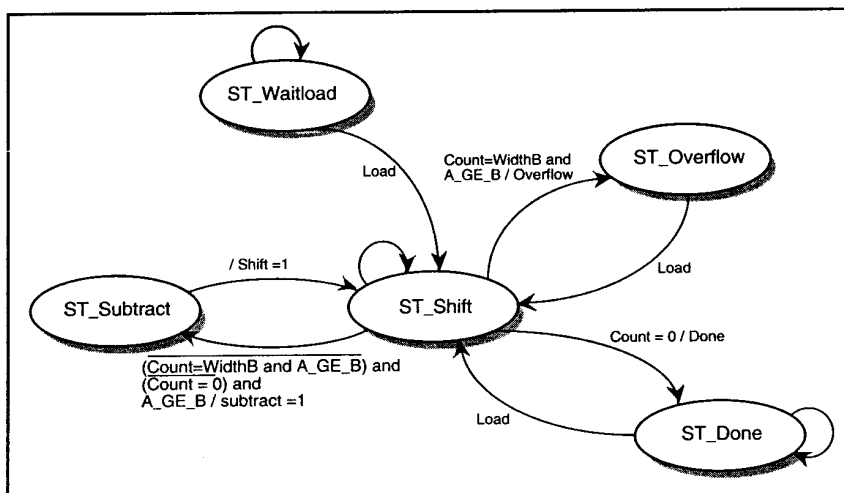 ST_Waitload
Load
Count=WidthB and
A_GE_B / Overflow
ST_Overflow
Load
/ Shift =1
ST_Subtract
ST_Shift
(Count=WidthB and A_GE_B) and
(Count = 0) and
A_GE_B / subtract =1
Count = 0 / Done
Load
ST_Done